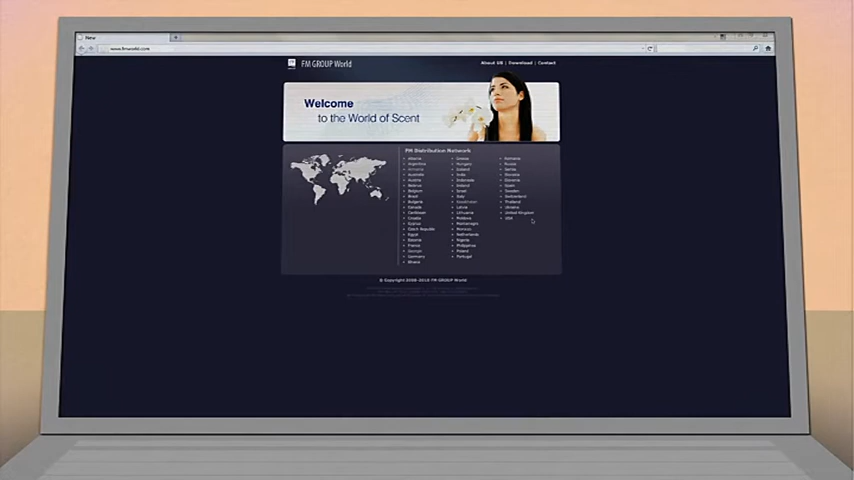 New
www.fmworld.com
FM GROUP World
About US | Download | Contact
Welcome
to the World of Scent
FM Distribution Network
Albania
Argentina
Armenia
Australia
Austria
Belarus
Belgium
Brazil
Bulgaria
Canada
Caribbean
Croatia
Cyprus
Czech Republic
Egypt
Estonia
France
Georgia
Germany
Ghana
Greece
Hungary
Iceland
India
Indonesia
Ireland
Israel
Italy
Kazakhstan
Latvia
Lithuania
Moldova
Montenegro
Morocco
Netherlands
Nigeria
Philippines
Poland
Portugal
Romania
Russia
Serbia
Slovakia
Slovenia
Spain
Sweden
Switzerland
Thailand
Ukraine
United Kingdom
USA
© Copyright 2008-2010 FM GROUP World